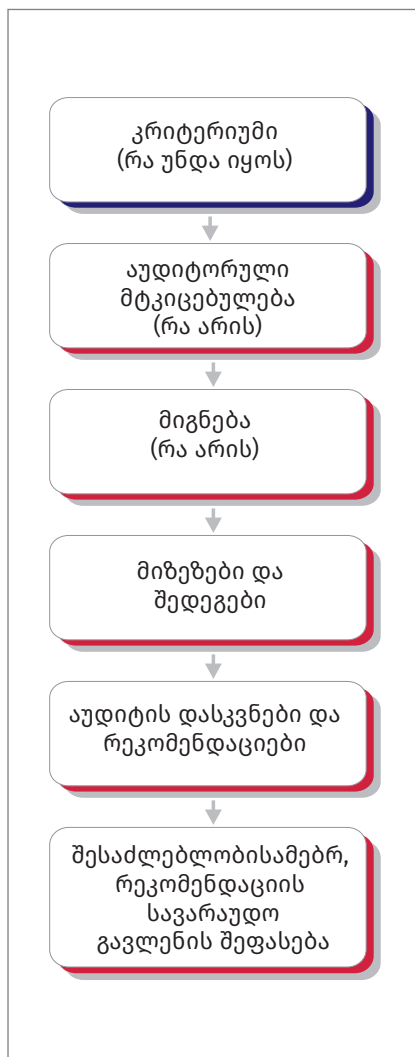 კრიტერიუმი
(რა უნდა იყოს)
აუდიტორული
მტკიცებულება
(რა არის)
მიგნება
(რა არის)
მიზეზები და
შედეგები
აუდიტის დასკვნები და
რეკომენდაციები
შესაძლებლობისამებრ,
რეკომენდაციის
სავარაუდო
გავლენის შეფასება